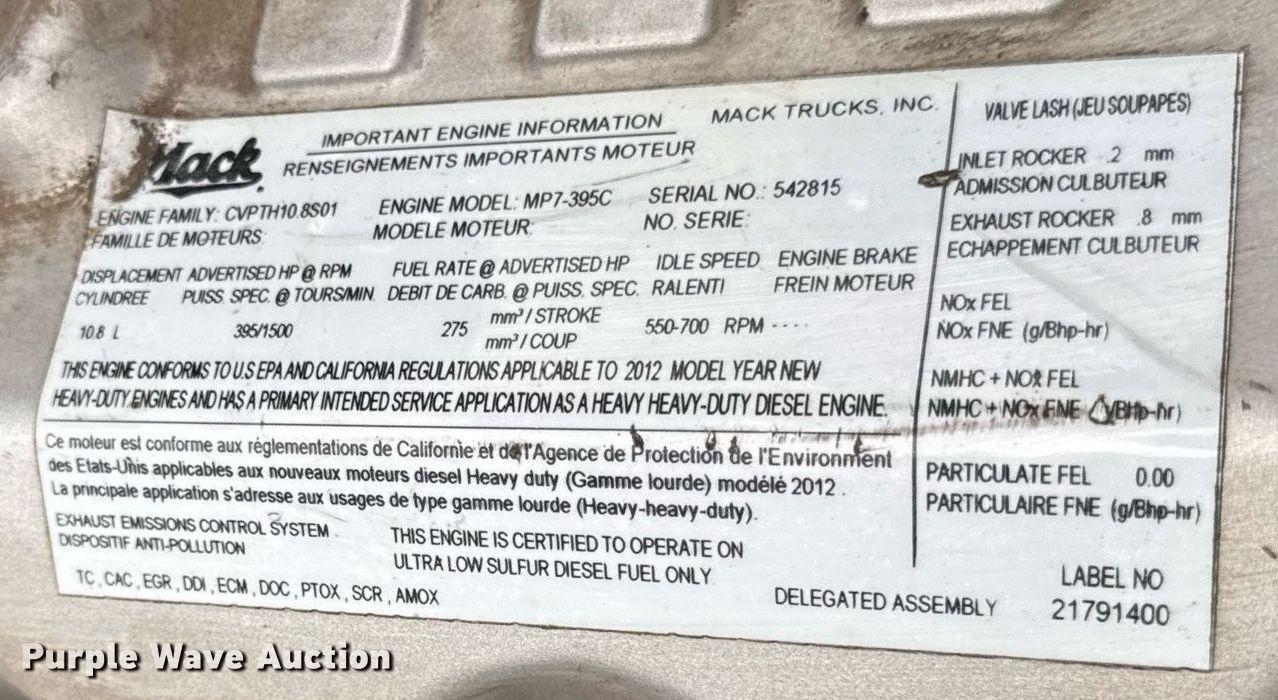 Mack
IMPORTANT ENGINE INFORMATION
RENSEIGNEMENTS IMPORTANTS MOTEUR
MACK TRUCKS, INC.
ENGINE FAMILY: CVPTH10.8S01
FAMILLE DE MOTEURS:
ENGINE MODEL: MP7-395C
MODELE MOTEUR:
SERIAL NO.: 542815
NO. SERIE:
DISPLACEMENT
CYLINDREE
10.8 L
ADVERTISED HP @ RPM
PUISS. SPEC. @ TOURS/MIN.
395/1500
FUEL RATE @ ADVERTISED HP
DEBIT DE CARB. @ PUISS. SPEC.
275
mm³ / STROKE
mm³ / COUP
IDLE SPEED
RALENTI
550-700 RPM
ENGINE BRAKE
FREIN MOTEUR
- - - -
THIS ENGINE CONFORMS TO U S EPA AND CALIFORNIA REGULATIONS APPLICABLE TO 2012 MODEL YEAR NEW
HEAVY-DUTY ENGINES AND HAS A PRIMARY INTENDED SERVICE APPLICATION AS A HEAVY HEAVY-DUTY DIESEL ENGINE.
Ce moteur est conforme aux réglementations de Californie et de l'Agence de Protection de l'Environment
des Etats-Unis applicables aux nouveaux moteurs diesel Heavy duty (Gamme lourde) modélé 2012 .
La principale application s'adresse aux usages de type gamme lourde (Heavy-heavy-duty).
EXHAUST EMISSIONS CONTROL SYSTEM .
DISPOSITIF ANTI-POLLUTION
TC , CAC , EGR , DDI , ECM , DOC , PTOX , SCR , AMOX
THIS ENGINE IS CERTIFIED TO OPERATE ON
ULTRA LOW SULFUR DIESEL FUEL ONLY
DELEGATED ASSEMBLY
VALVE LASH (JEU SOUPAPES)
INLET ROCKER .2 mm
ADMISSION CULBUTEUR
EXHAUST ROCKER .8 mm
ECHAPPEMENT CULBUTEUR
NOx FEL
NOx FNE (g/Bhp-hr)
NMHC + NOx FEL
NMHC + NOx FNE (g/Bhp-hr)
PARTICULATE FEL 0.00
PARTICULAIRE FNE (g/Bhp-hr)
LABEL NO
21791400
Purple Wave Auction